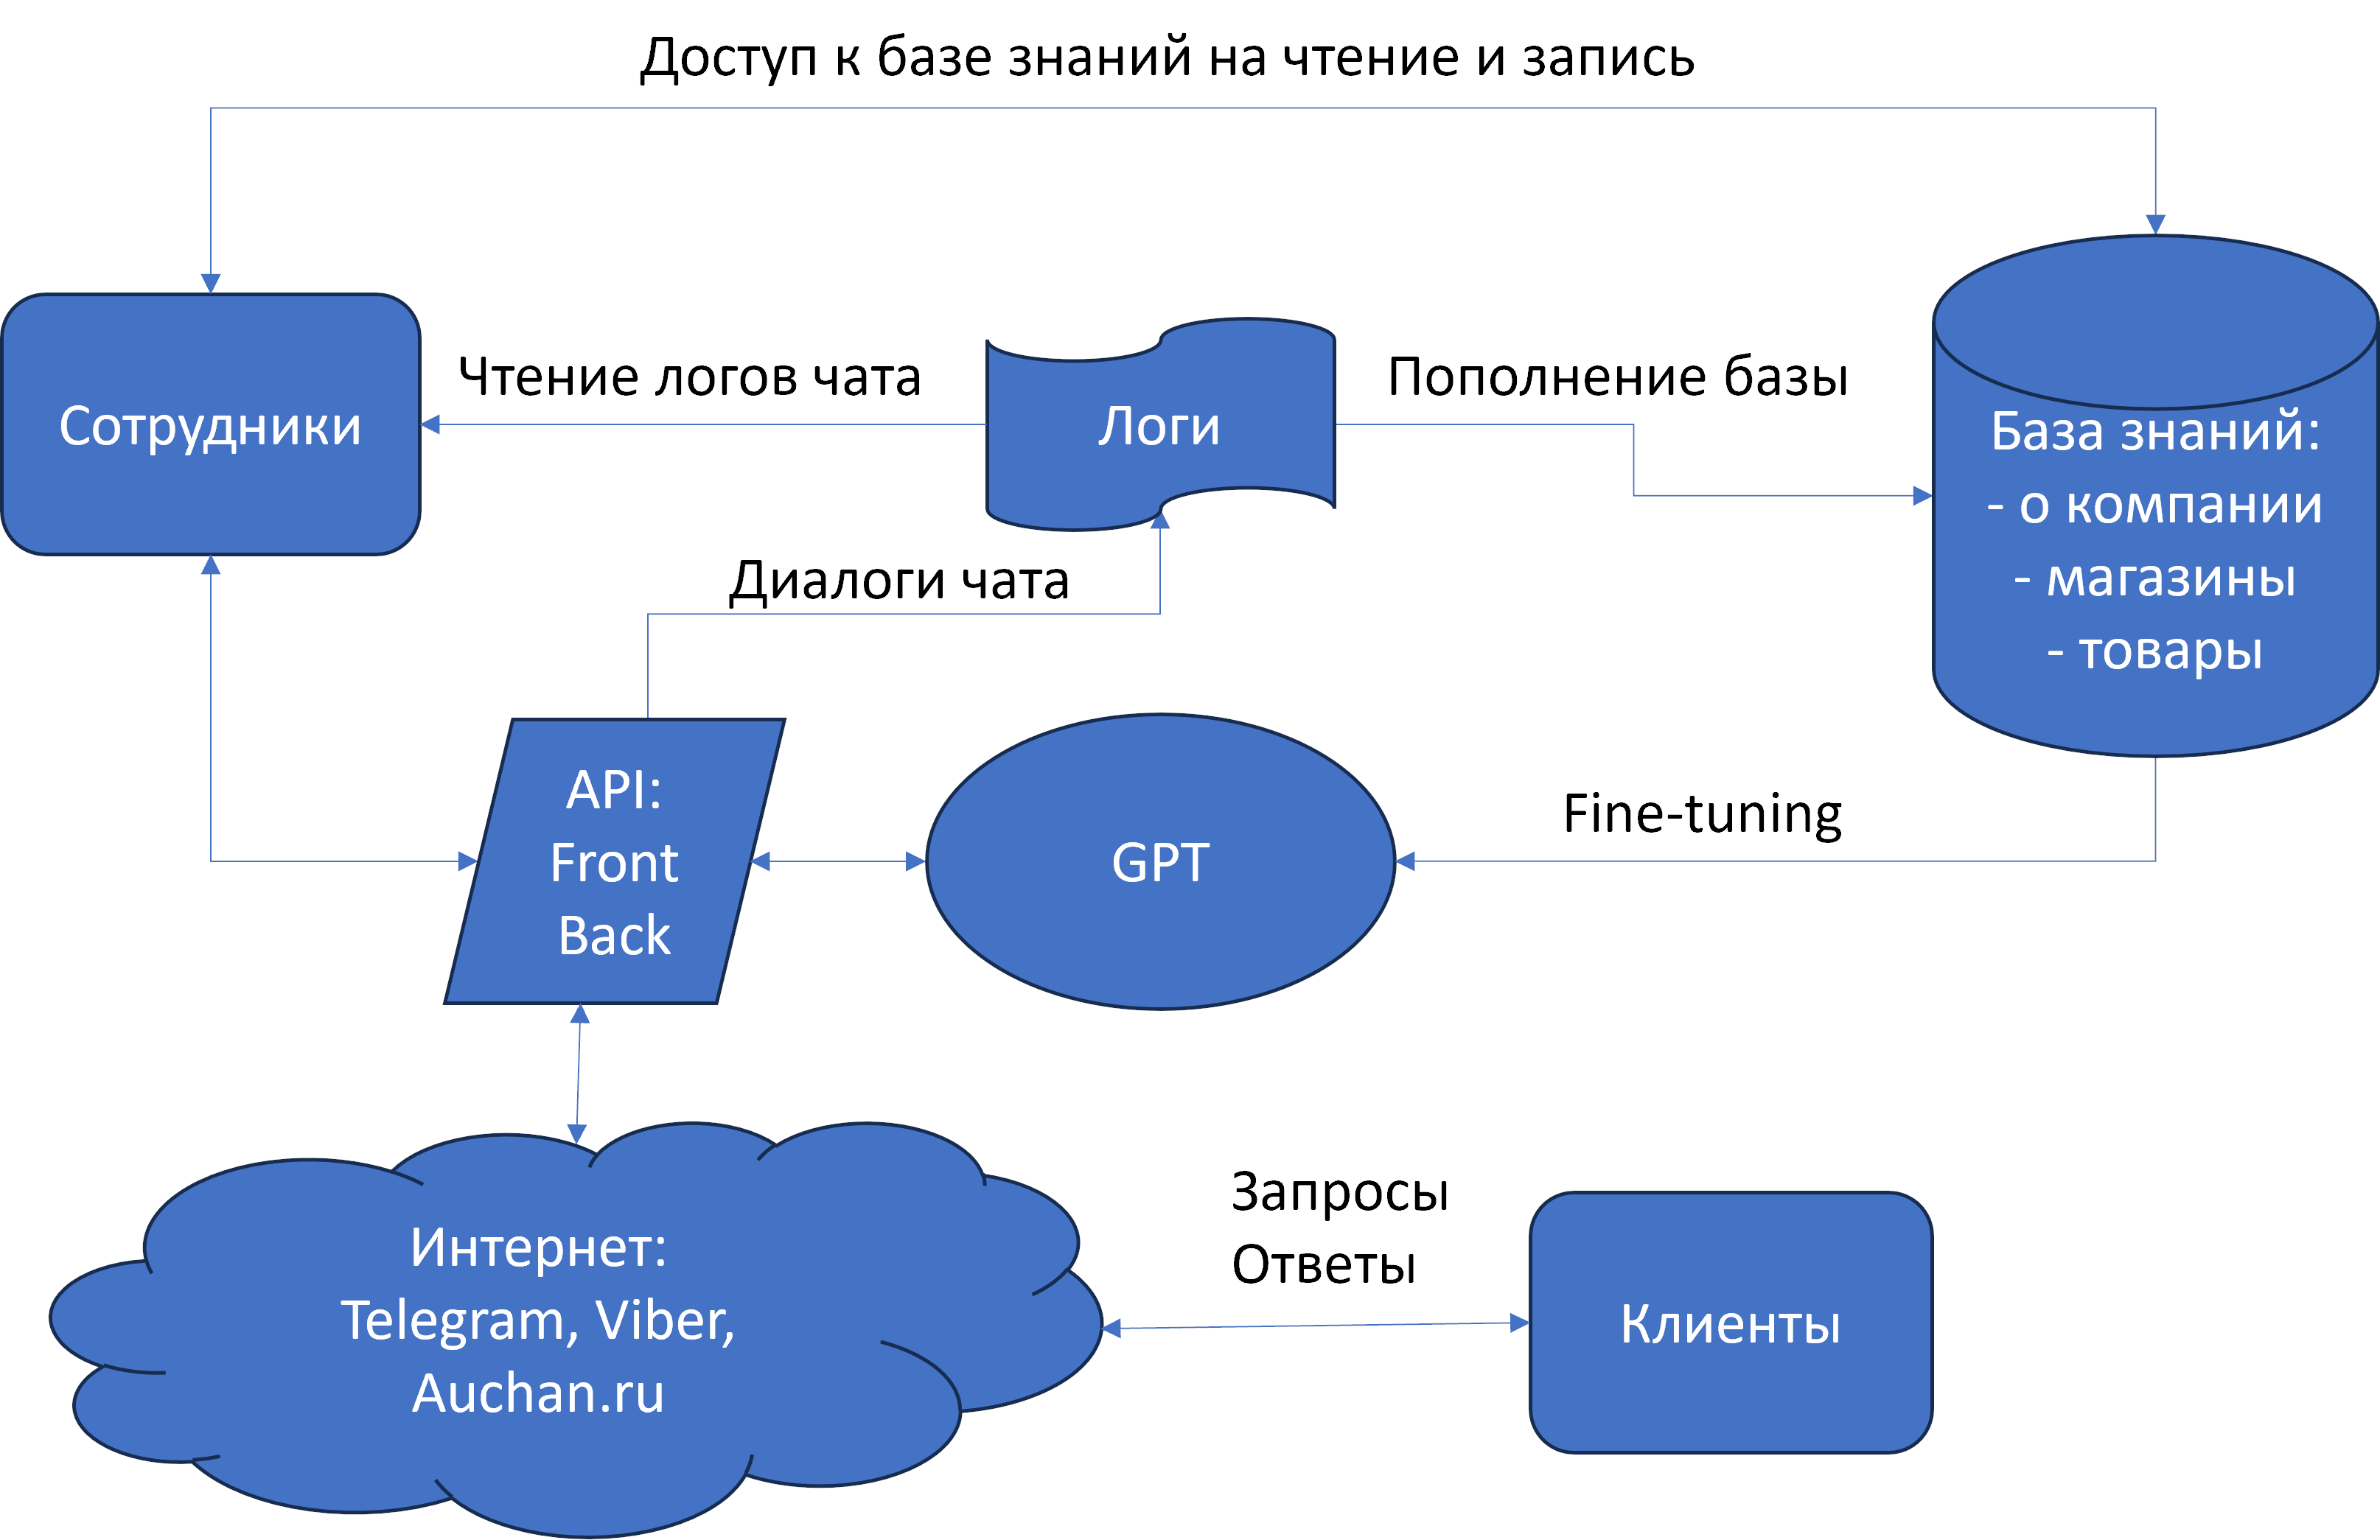 Доступ к базе знаний на чтение и запись
Сотрудники
Чтение логов чата
Логи
Пополнение базы
База знаний:
- о компании
- магазины
- товары
Диалоги чата
API:
Front
Back
GPT
Fine-tuning
Интернет:
Telegram, Viber,
Auchan.ru
Запросы
Ответы
Клиенты